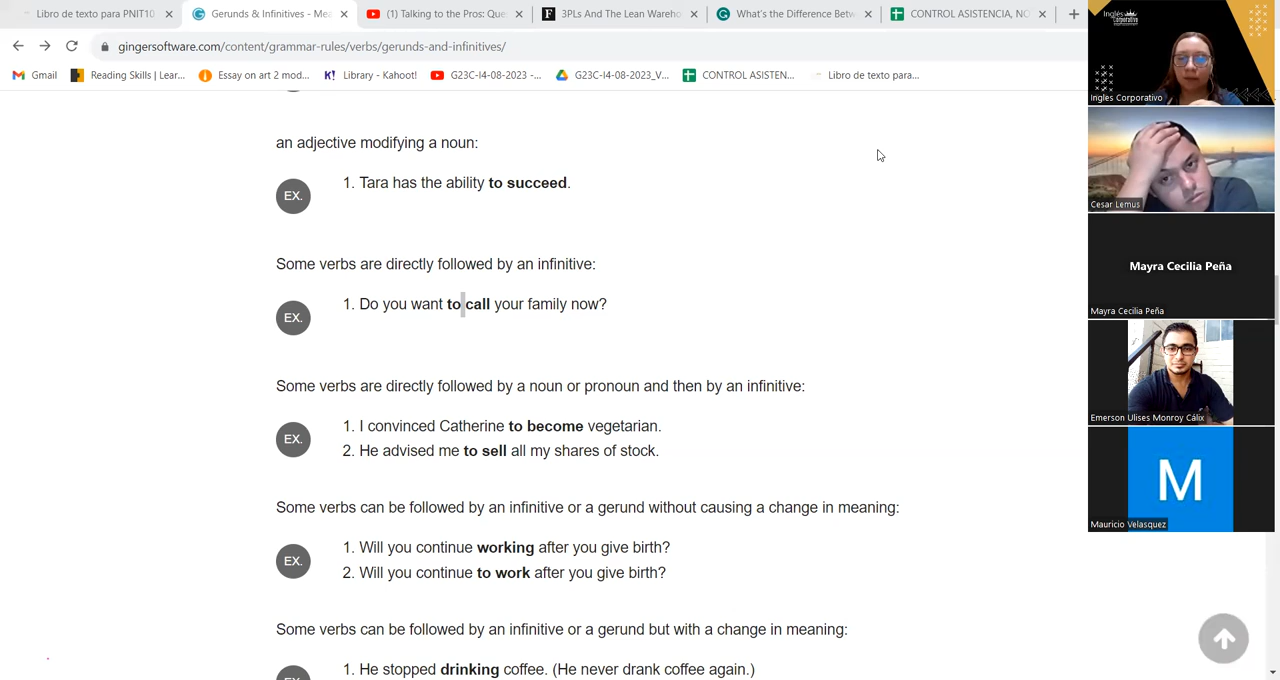 Libro de texto para PNIT10
Gerunds & Infinitives - Mea
(1) Talking to the Pros: Que
3PLs And The Lean Wareho
What's the Difference Betw
CONTROL ASISTENCIA, NO
gingersoftware.com/content/grammar-rules/verbs/gerunds-and-infinitives/
Gmail
Reading Skills | Lear...
Essay on art 2 mod...
Library - Kahoot!
G23C-I4-08-2023 -...
G23C-I4-08-2023_V...
CONTROL ASISTEN...
Libro de texto para...
an adjective modifying a noun:
EX.
1. Tara has the ability to succeed.
Some verbs are directly followed by an infinitive:
EX.
1. Do you want to call your family now?
Some verbs are directly followed by a noun or pronoun and then by an infinitive:
EX.
1. I convinced Catherine to become vegetarian.
2. He advised me to sell all my shares of stock.
Some verbs can be followed by an infinitive or a gerund without causing a change in meaning:
EX.
1. Will you continue working after you give birth?
2. Will you continue to work after you give birth?
Some verbs can be followed by an infinitive or a gerund but with a change in meaning:
EX.
1. He stopped drinking coffee. (He never drank coffee again.)
Inglés
Corporativo
Ingles Corporativo
Cesar Lemus
Mayra Cecilia Peña
Mayra Cecilia Peña
Emerson Ulises Monroy Cálix
M
Mauricio Velasquez